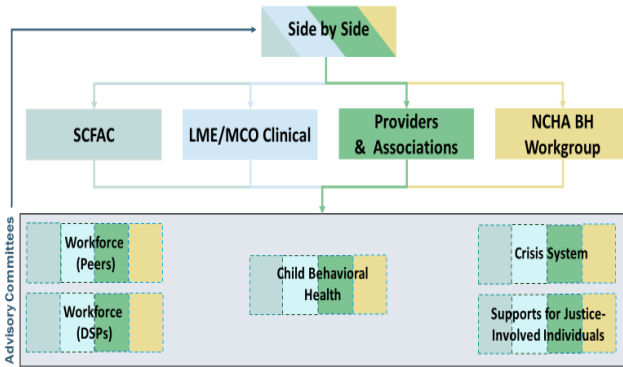 Side by Side
SCFAC
LME/MCO Clinical
Providers
& Associations
NCHA BH
Workgroup
Advisory Committees
Workforce
(Peers)
Workforce
(DSPs)
Child Behavioral
Health
Crisis System
Supports for Justice-
Involved Individuals